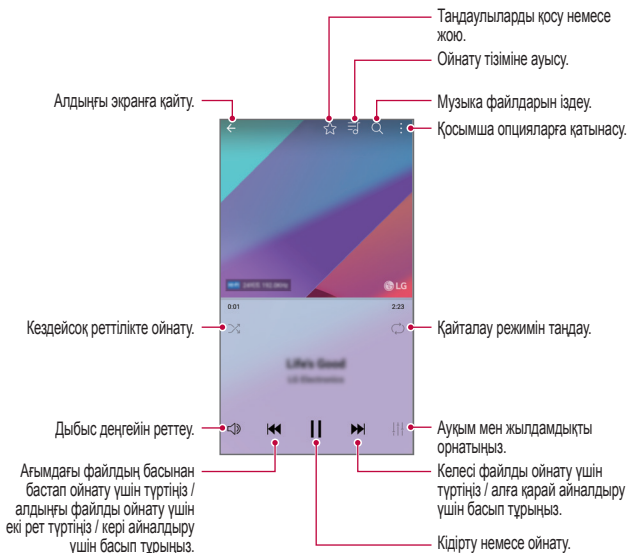 Таңдаулыларды қосу немесе
жою.
Ойнату тізіміне ауысу.
Алдыңғы экранға қайту.
Музыка файлдарын іздеу.
Қосымша опцияларға қатынасу.
LG
0:01
2:23
Кездейсоқ реттілікте ойнату.
Қайталау режимін таңдау.
Life's Good
LG Electronics
Дыбыс деңгейін реттеу.
Ауқым мен жылдамдықты
орнатыңыз.
Ағымдағы файлдың басынан
бастап ойнату үшін түртіңіз /
алдыңғы файлды ойнату үшін
екі рет түртіңіз / кері айналдыру
үшін басып тұрыңыз.
Келесі файлды ойнату үшін
түртіңіз / алға қарай айналдыру
үшін басып тұрыңыз.
Кідірту немесе ойнату.